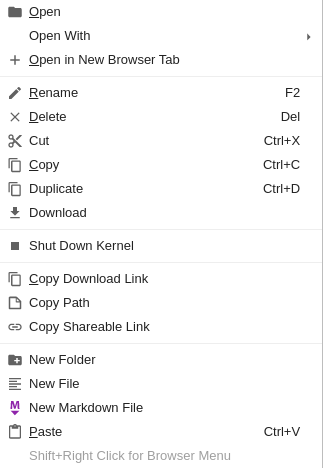 Open
Open With
Open in New Browser Tab
Rename F2
Delete Del
Cut Ctrl+X
Copy Ctrl+C
Duplicate Ctrl+D
Download
Shut Down Kernel
Copy Download Link
Copy Path
Copy Shareable Link
New Folder
New File
M New Markdown File
Paste Ctrl+V
Shift+Right Click for Browser Menu